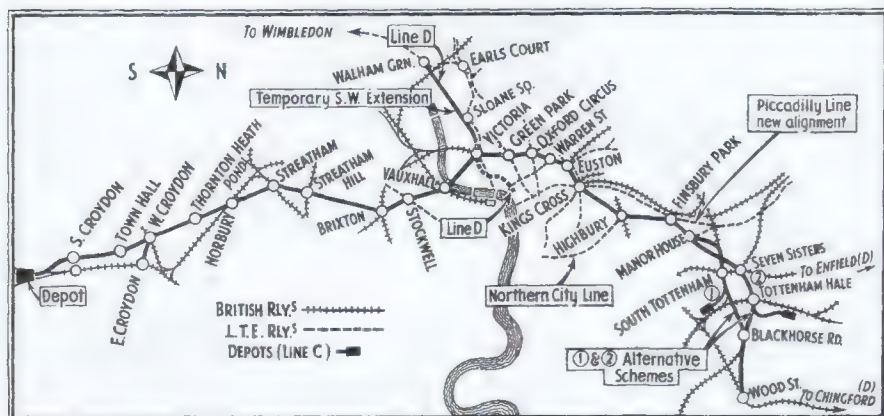 TO WIMBLEDON
Line D
EARLS COURT
WALHAM GRN.
S N
Temporary S.W. Extension
SLOANE SQ.
VICTORIA
GREEN PARK
OXFORD CIRCUS
WARREN ST
EUSTON
Piccadilly Line
new alignment
FINSBURY PARK
S. CROYDON
TOWN HALL
W. CROYDON
THORNTON HEATH
POND
NORBURY
STREATHAM
STREATHAM
HILL
BRIXTON
STOCKWELL
VAUXHALL
Line D
KINGS CROSS
HIGHBURY
MANOR HOUSE
SEVEN SISTERS
②
TO ENFIELD (D)
SOUTH TOTTENHAM
①
TOTTENHAM HALE
Depot
E. CROYDON
Northern City Line
BRITISH RLY.S
L.T.E. RLY.S
DEPOTS (LINE C)
BLACKHORSE RD.
① & ② Alternative
Schemes
WOOD ST.
(D)
TO CHINGFORD